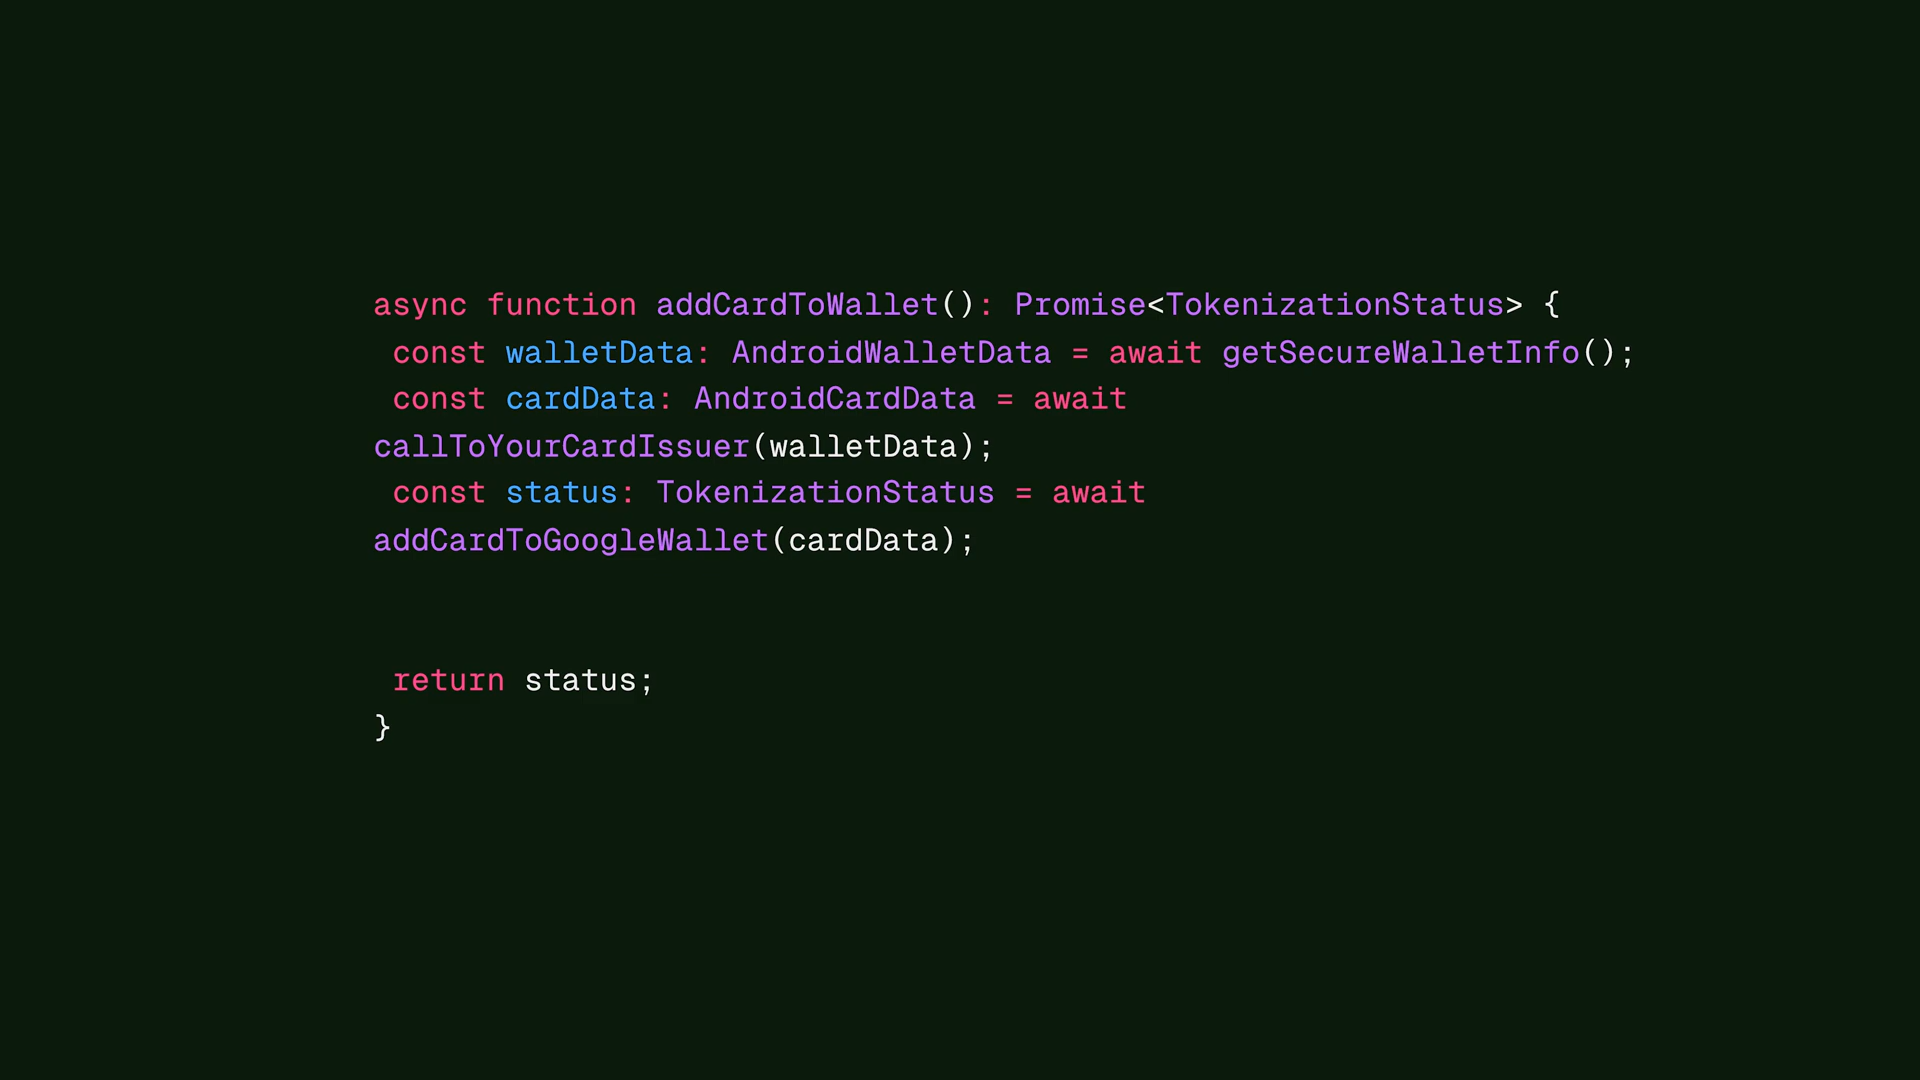 async function addCardToWallet(): Promise<TokenizationStatus> {
const walletData: AndroidWalletData = await getSecureWalletInfo();
const cardData: AndroidCardData = await
callToYourCardIssuer(walletData);
const status: TokenizationStatus = await
addCardToGoogleWallet(cardData);
return status;
}